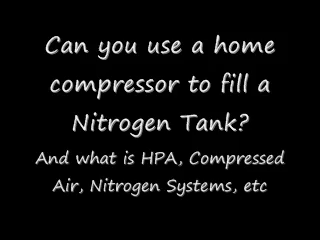 Can you use a home
compressor to fill a
Nitrogen Tank?
And what is HPA, Compressed
Air, Nitrogen Systems, etc